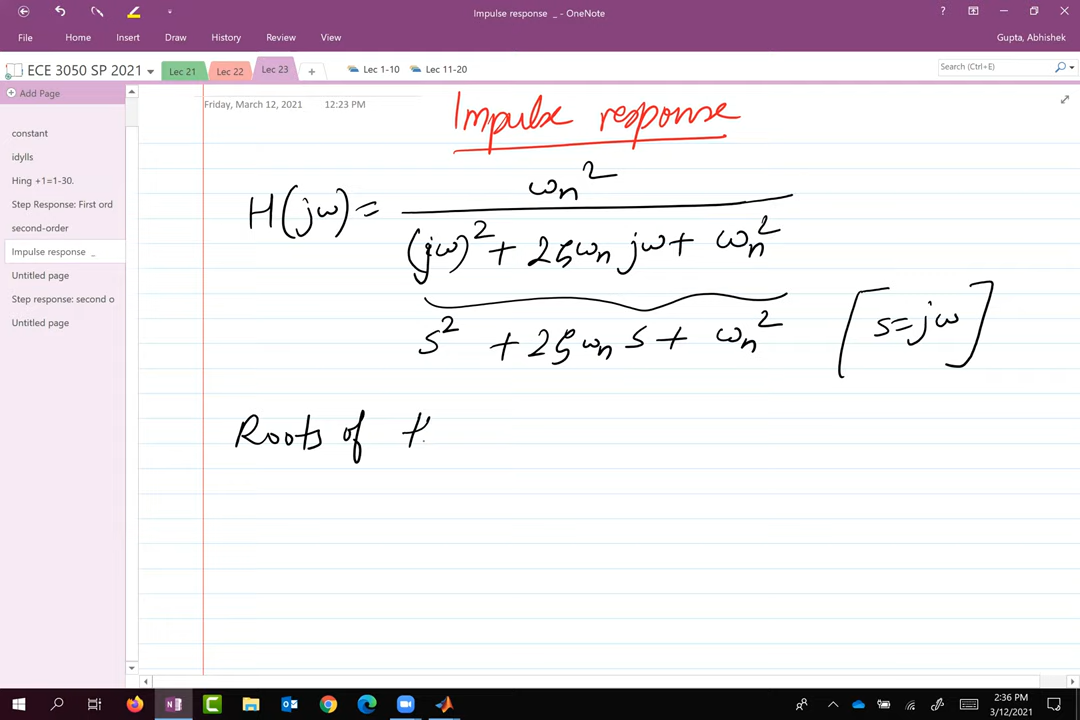 Impulse response _ - OneNote
File Home Insert Draw History Review View
Gupta, Abhishek
ECE 3050 SP 2021
Lec 21 Lec 22 Lec 23 + Lec 1-10 Lec 11-20
Search (Ctrl+E)
Add Page
constant
idylls
Hing +1=1-30.
Step Response: First ord
second-order
Impulse response _
Untitled page
Step response: second o
Untitled page
Friday, March 12, 2021 12:23 PM
Impulse response
H(jω) = ωn²
(jω)² + 2ζωn jω + ωn²
s² + 2ζωn s + ωn² [s=jω]
Roots of t
2:36 PM
3/12/2021